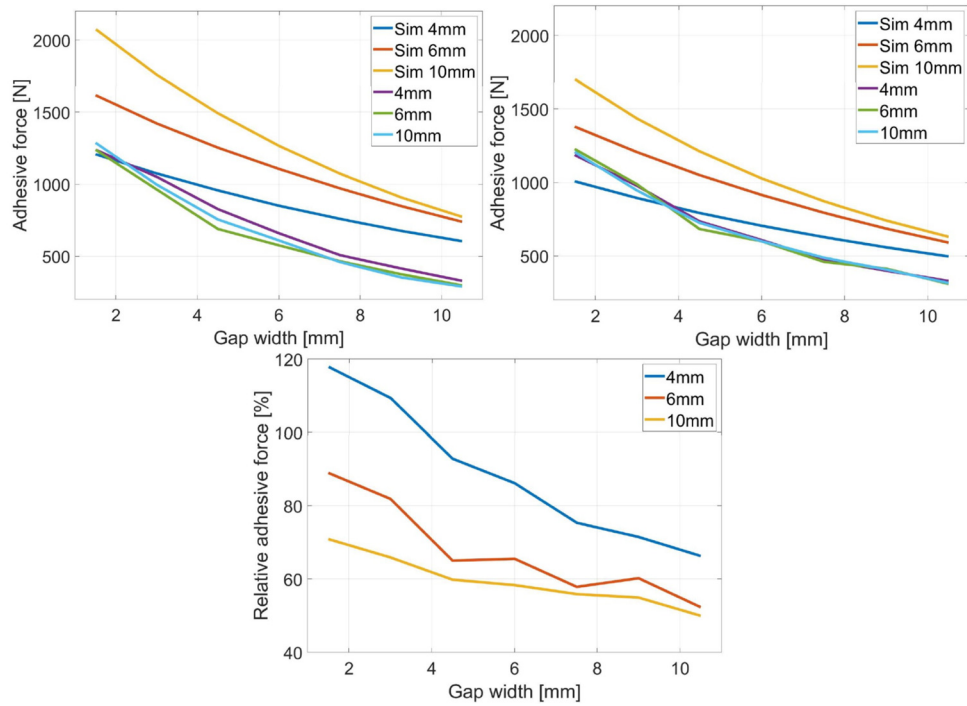 Adhesive force [N]
2000
1500
1000
500
2 4 6 8 10
Gap width [mm]
Sim 4mm
Sim 6mm
Sim 10mm
4mm
6mm
10mm
Adhesive force [N]
2000
1500
1000
500
2 4 6 8 10
Gap width [mm]
Sim 4mm
Sim 6mm
Sim 10mm
4mm
6mm
10mm
Relative adhesive force [%]
120
100
80
60
40
2 4 6 8 10
Gap width [mm]
4mm
6mm
10mm